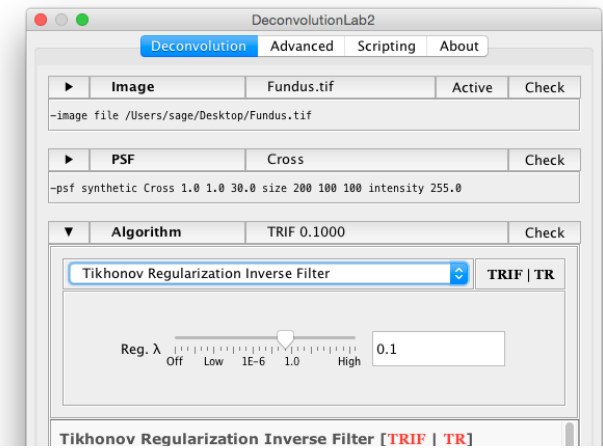 DeconvolutionLab2
Deconvolution Advanced Scripting About
Image Fundus.tif Active Check
-image file /Users/sage/Desktop/Fundus.tif
PSF Cross Check
-psf synthetic Cross 1.0 1.0 30.0 size 200 100 100 intensity 255.0
Algorithm TRIF 0.1000 Check
Tikhonov Regularization Inverse Filter TRIF | TR
Reg. λ 0.1
Off Low 1E-6 1.0 High
Tikhonov Regularization Inverse Filter [TRIF | TR]